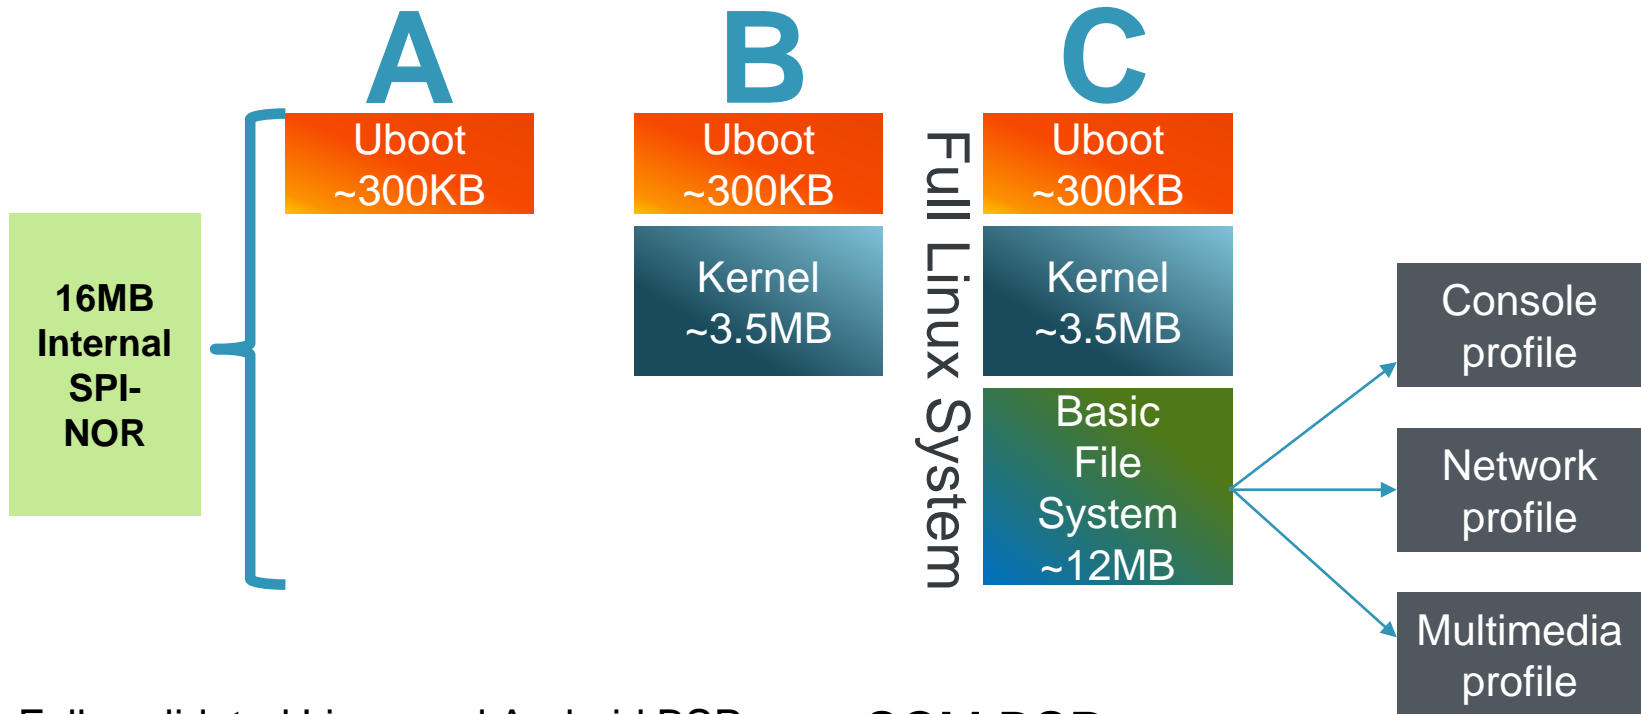 A
B
C
Uboot
~300KB
Uboot
~300KB
Uboot
~300KB
16MB
Internal
SPI-
NOR
Kernel
~3.5MB
Full Linux System
Kernel
~3.5MB
Basic
File
System
~12MB
Console
profile
Network
profile
Multimedia
profile